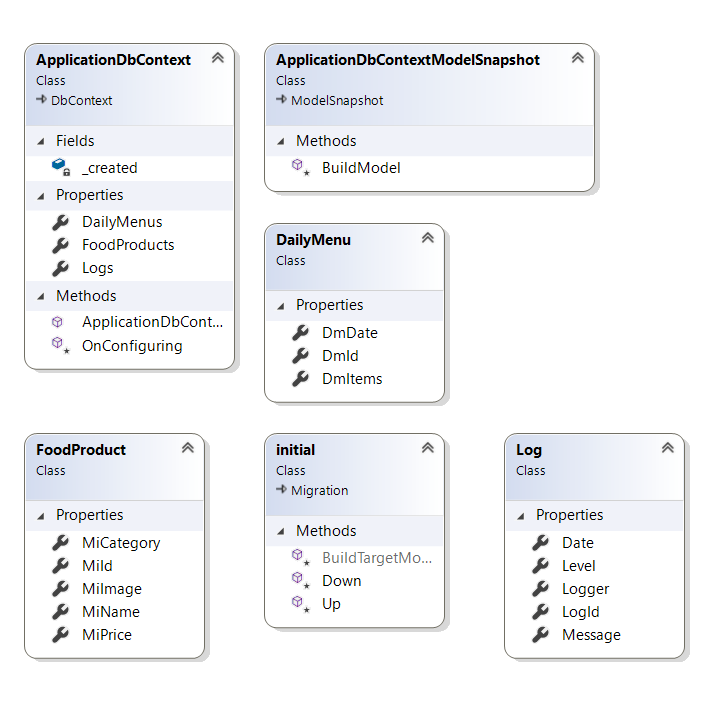 ApplicationDbContext
Class
DbContext
Fields
_created
Properties
DailyMenus
FoodProducts
Logs
Methods
ApplicationDbCont...
OnConfiguring
ApplicationDbContextModelSnapshot
Class
ModelSnapshot
Methods
BuildModel
DailyMenu
Class
Properties
DmDate
DmId
DmItems
FoodProduct
Class
Properties
MiCategory
MiId
MiImage
MiName
MiPrice
initial
Class
Migration
Methods
BuildTargetMo...
Down
Up
Log
Class
Properties
Date
Level
Logger
LogId
Message